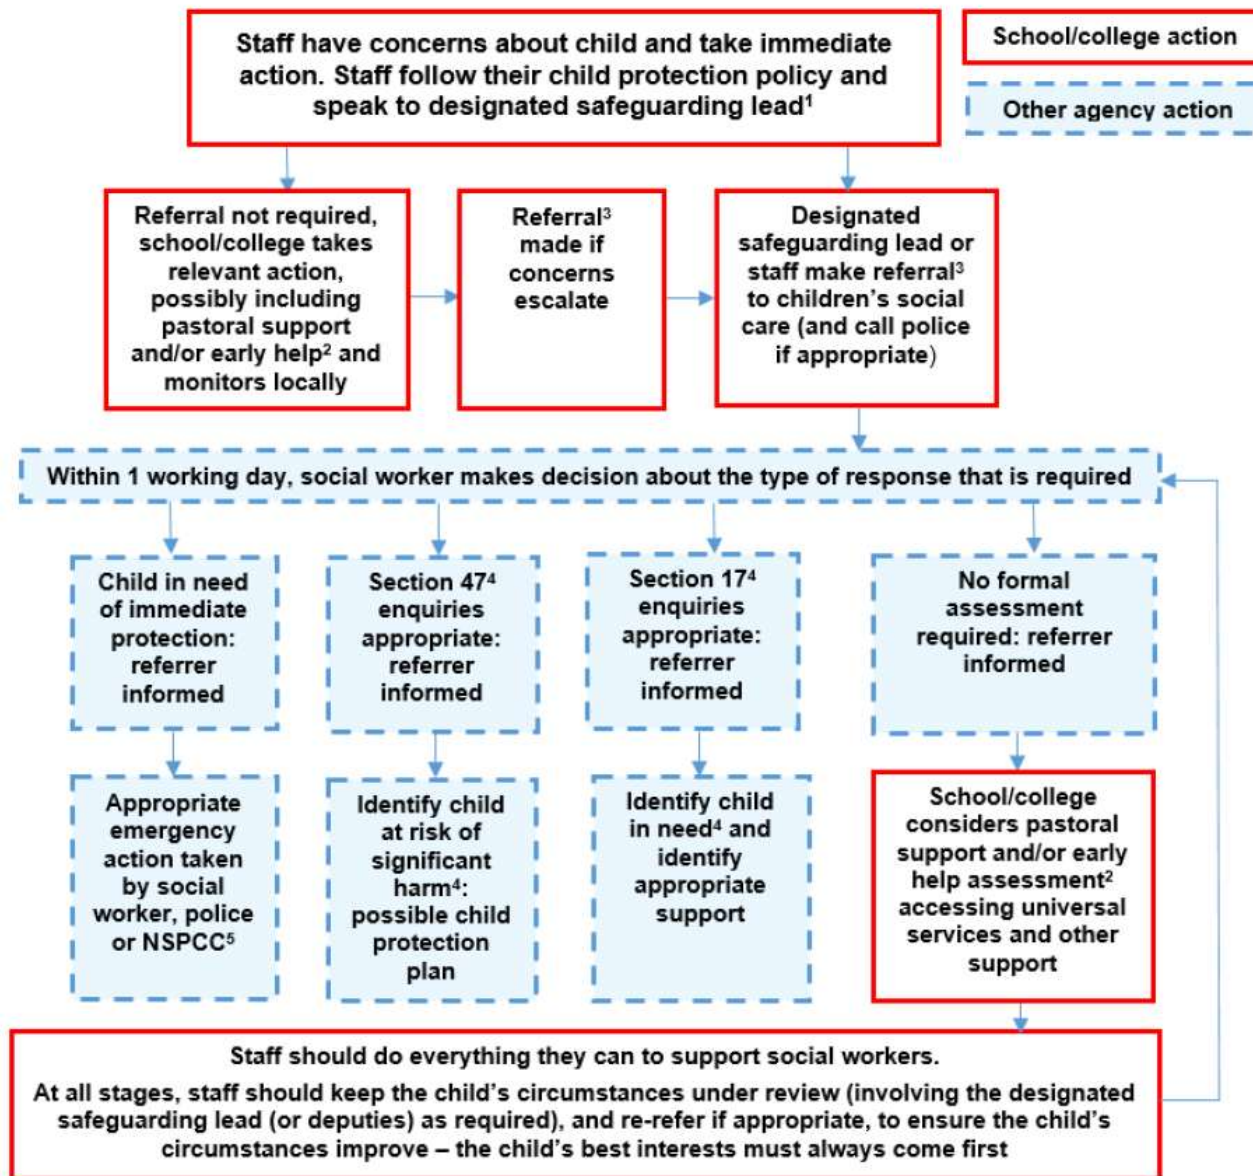 Staff have concerns about child and take immediate
action. Staff follow their child protection policy and
speak to designated safeguarding lead¹
School/college action
Other agency action
Referral not required,
school/college takes
relevant action,
possibly including
pastoral support
and/or early help² and
monitors locally
Referral³
made if
concerns
escalate
Designated
safeguarding lead or
staff make referral³
to children’s social
care (and call police
if appropriate)
Within 1 working day, social worker makes decision about the type of response that is required
Child in need
of immediate
protection:
referrer
informed
Section 47⁴
enquiries
appropriate:
referrer
informed
Section 17⁴
enquiries
appropriate:
referrer
informed
No formal
assessment
required: referrer
informed
Appropriate
emergency
action taken
by social
worker, police
or NSPCC⁵
Identify child
at risk of
significant
harm⁴:
possible child
protection
plan
Identify child
in need⁴ and
identify
appropriate
support
School/college
considers pastoral
support and/or early
help assessment²
accessing universal
services and other
support
Staff should do everything they can to support social workers.
At all stages, staff should keep the child’s circumstances under review (involving the designated
safeguarding lead (or deputies) as required), and re-refer if appropriate, to ensure the child’s
circumstances improve – the child’s best interests must always come first